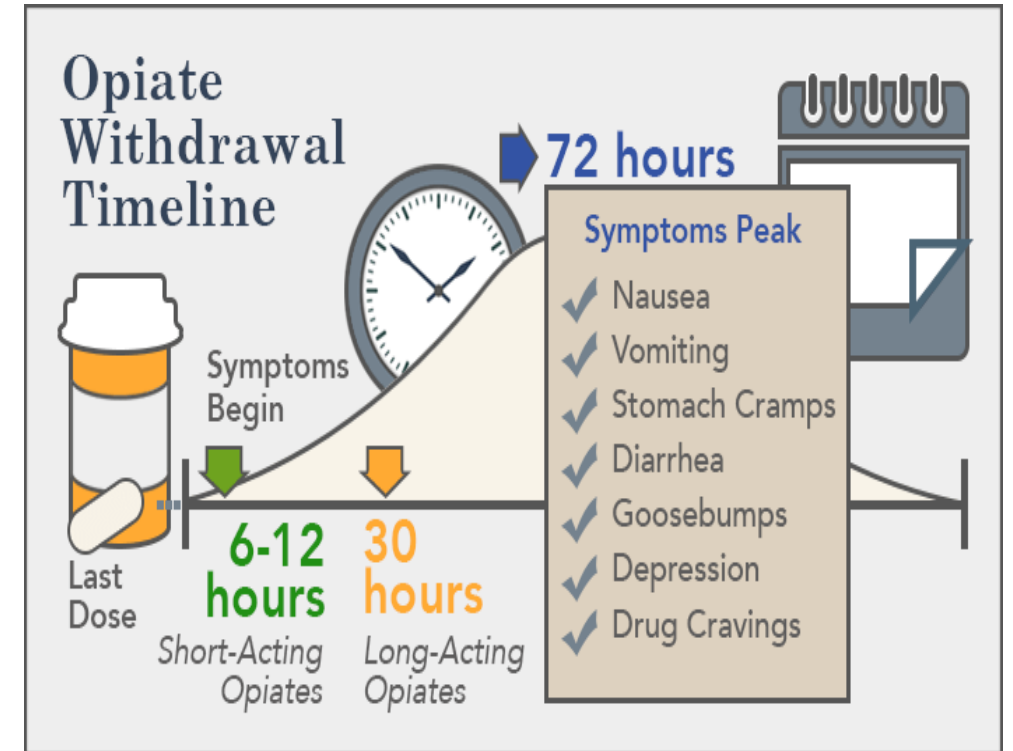 Opiate
Withdrawal
Timeline
72 hours
Symptoms Peak
Nausea
Vomiting
Stomach Cramps
Diarrhea
Goosebumps
Depression
Drug Cravings
Symptoms
Begin
Last
Dose
6-12
hours
Short-Acting
Opiates
30
hours
Long-Acting
Opiates